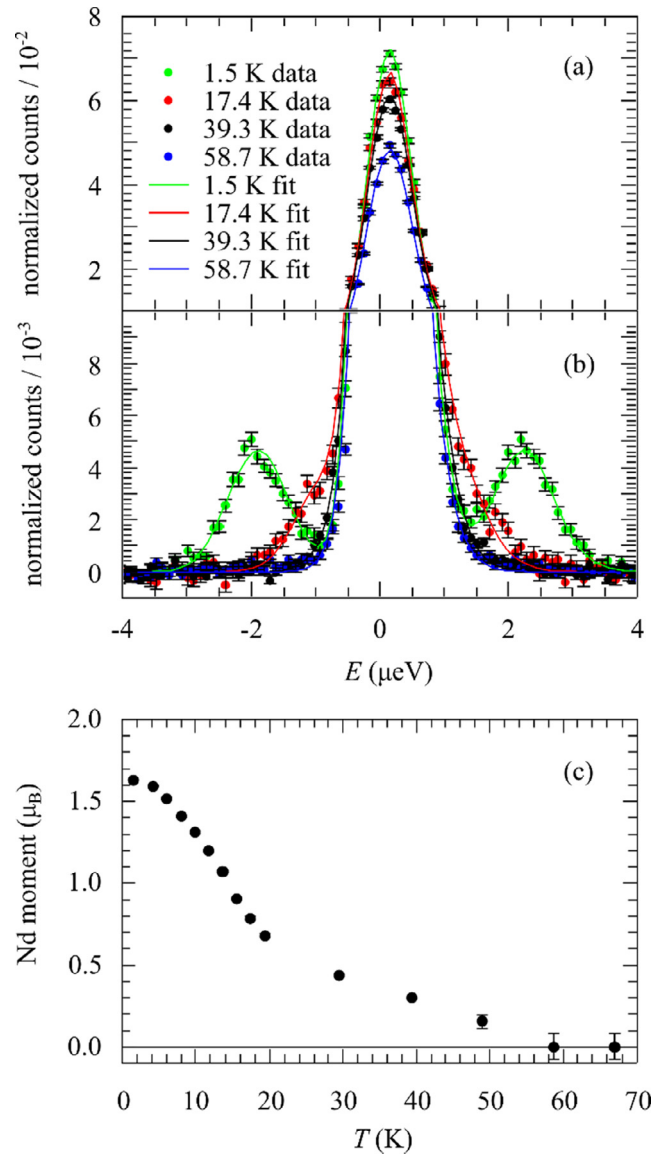 8
6
4
2
normalized counts / 10⁻²
(a)
1.5 K data
17.4 K data
39.3 K data
58.7 K data
1.5 K fit
17.4 K fit
39.3 K fit
58.7 K fit
8
6
4
2
0
normalized counts / 10⁻³
(b)
-4 -2 0 2 4
E (μeV)
2.0
1.5
1.0
0.5
0.0
Nd moment (μB)
(c)
0 10 20 30 40 50 60 70
T (K)